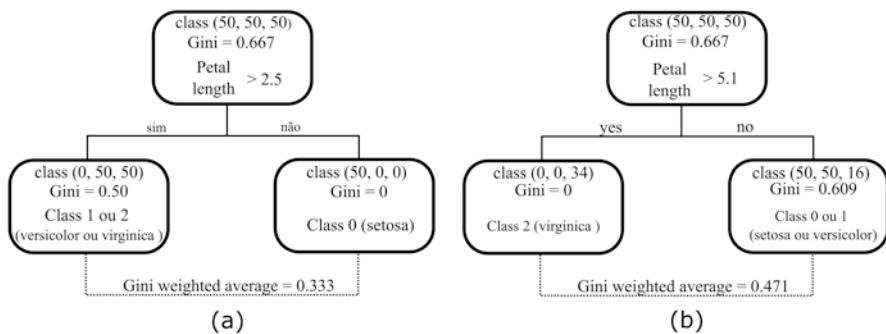 class (50, 50, 50)
Gini = 0.667
Petal
length > 2.5
sim
não
class (0, 50, 50)
Gini = 0.50
Class 1 ou 2
(versicolor ou virginica )
class (50, 0, 0)
Gini = 0
Class 0 (setosa)
Gini weighted average = 0.333
(a)
class (50, 50, 50)
Gini = 0.667
Petal
length > 5.1
yes
no
class (0, 0, 34)
Gini = 0
Class 2 (virginica )
class (50, 50, 16)
Gini = 0.609
Class 0 ou 1
(setosa ou versicolor)
Gini weighted average = 0.471
(b)